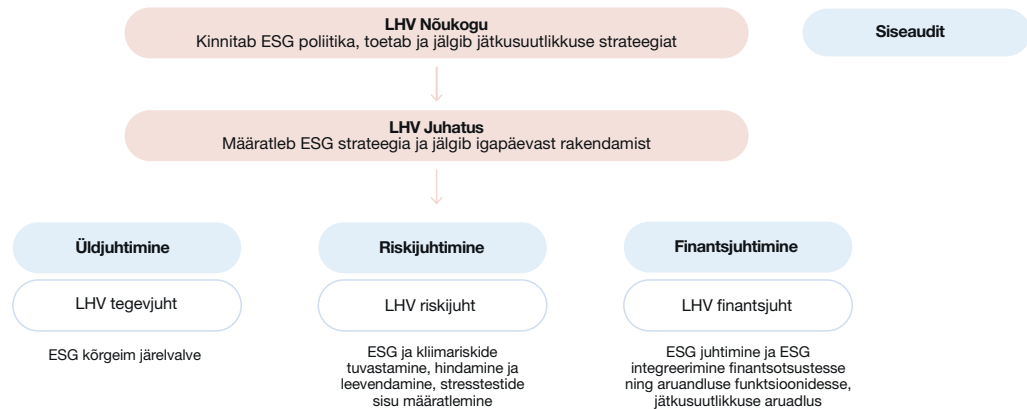 LHV Nõukogu
Kinnitab ESG poliitika, toetab ja jälgib jätkusuutlikkuse strateegiat
Siseaudit
LHV Juhatus
Määratleb ESG strateegia ja jälgib igapäevast rakendamist
Üldjuhtimine
LHV tegevjuht
ESG kõrgeim järelvalve
Riskijuhtimine
LHV riskijuht
ESG ja kliimariskide
tuvastamine, hindamine ja
leevendamine, stresstestide
sisu määratlemine
Finantsjuhtimine
LHV finantsjuht
ESG juhtimine ja ESG
integreerimine finantsotsustesse
ning aruandluse funktsioonidesse,
jätkusuutlikkuse aruadlus